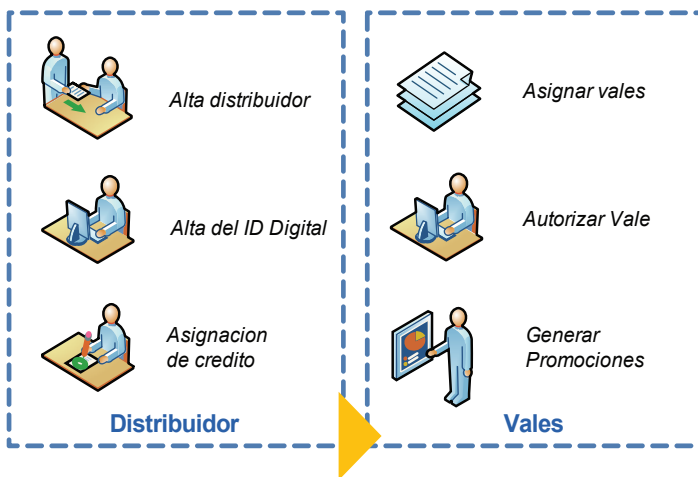 Alta distribuidor
Alta del ID Digital
Asignacion
de credito
Distribuidor
Asignar vales
Autorizar Vale
Generar
Promociones
Vales